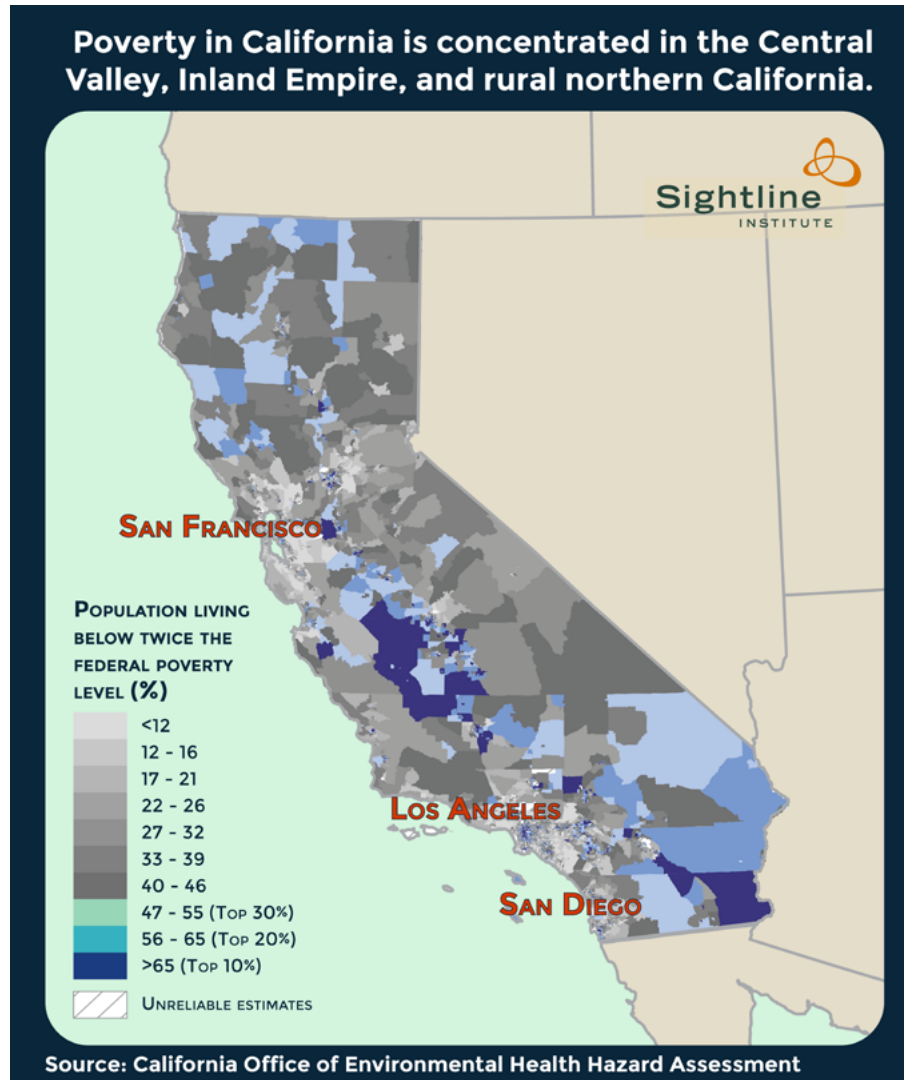 Poverty in California is concentrated in the Central
Valley, Inland Empire, and rural northern California.
Sightline
INSTITUTE
San Francisco
Los Angeles
San Diego
Population living
below twice the
federal poverty
level (%)
<12
12 - 16
17 - 21
22 - 26
27 - 32
33 - 39
40 - 46
47 - 55 (Top 30%)
56 - 65 (Top 20%)
>65 (Top 10%)
Unreliable estimates
Source: California Office of Environmental Health Hazard Assessment